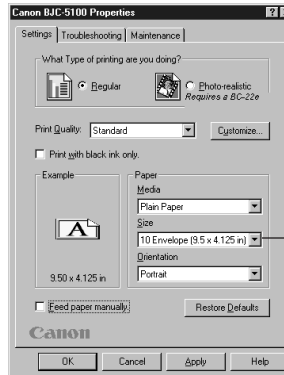 Canon BJC-5100 Properties
Settings Troubleshooting Maintenance
What Type of printing are you doing?
Regular
Photo-realistic
Requires a BC-22e
Print Quality: Standard Customize...
Print with black ink only.
Example
A
9.50 x 4.125 in
Paper
Media
Plain Paper
Size
10 Envelope (9.5 x 4.125 in)
Orientation
Portrait
Feed paper manually
Restore Defaults
Canon
OK Cancel Apply Help